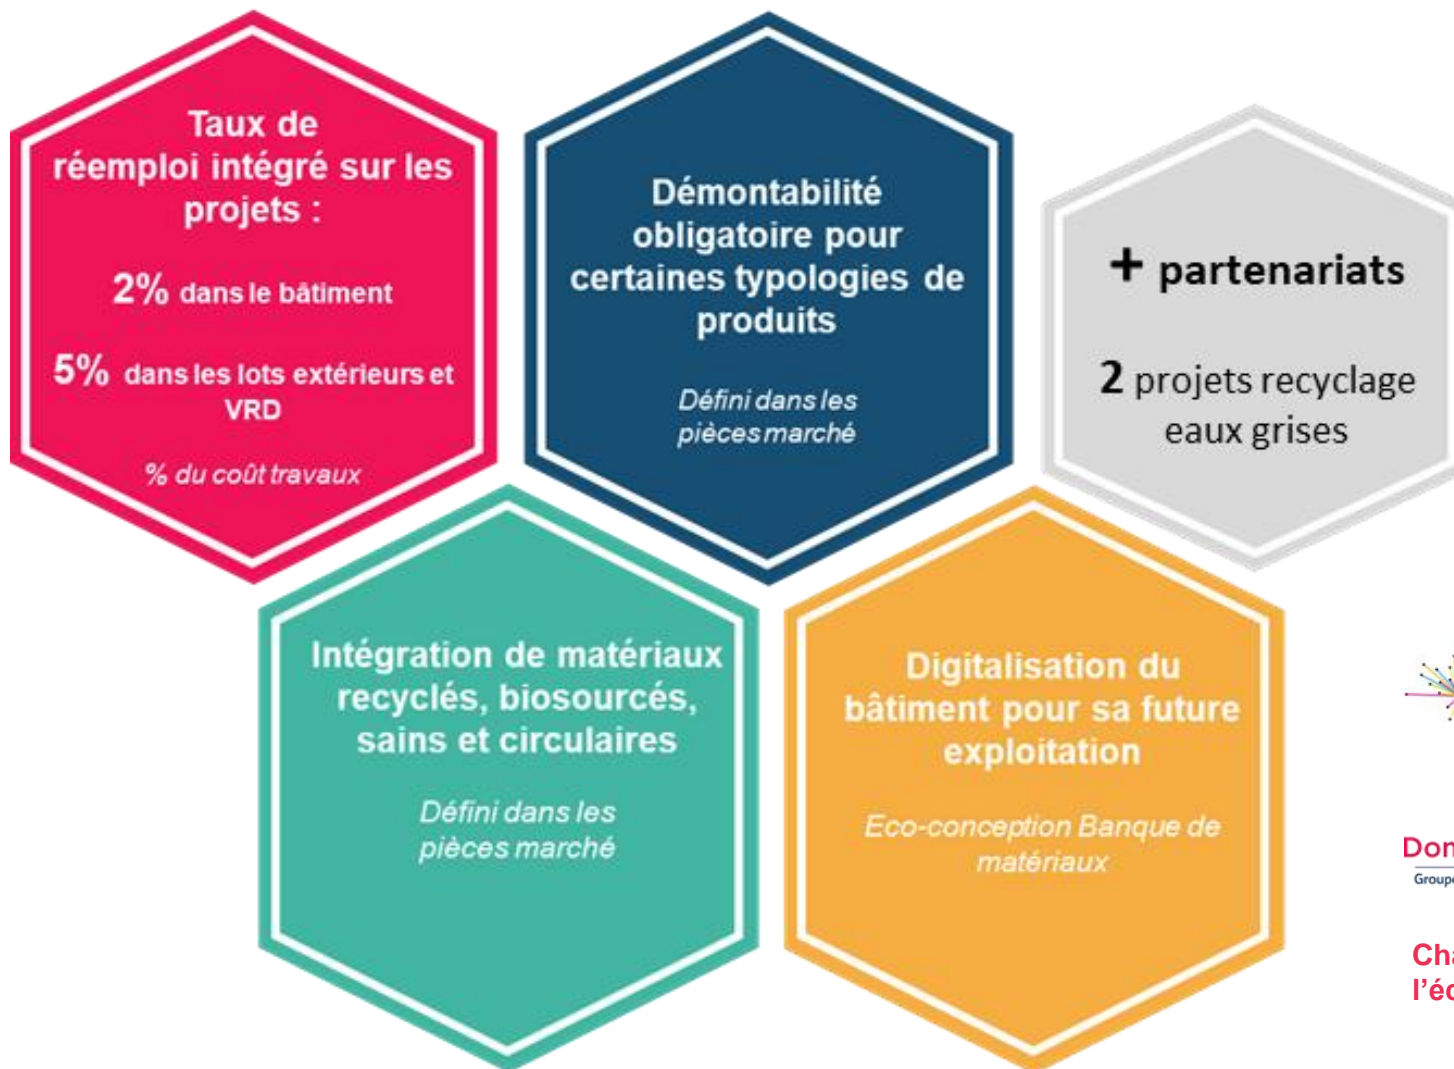 Taux de
réemploi intégré sur les
projets :
2% dans le bâtiment
5% dans les lots extérieurs et
VRD
% du coût travaux
Démontabilité
obligatoire pour
certaines typologies de
produits
Défini dans les
pièces marché
+ partenariats
2 projets recyclage
eaux grises
Intégration de matériaux
recyclés, biosourcés,
sains et circulaires
Défini dans les
pièces marché
Digitalisation du
bâtiment pour sa future
exploitation
Eco-conception Banque de
matériaux